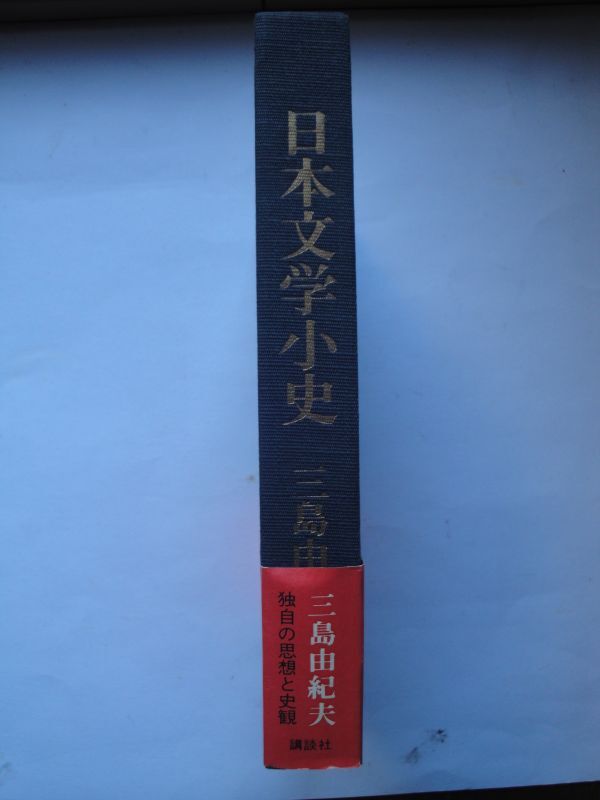 日本文学小史
三島由
三島由紀夫
独自の思想と史観
講談社